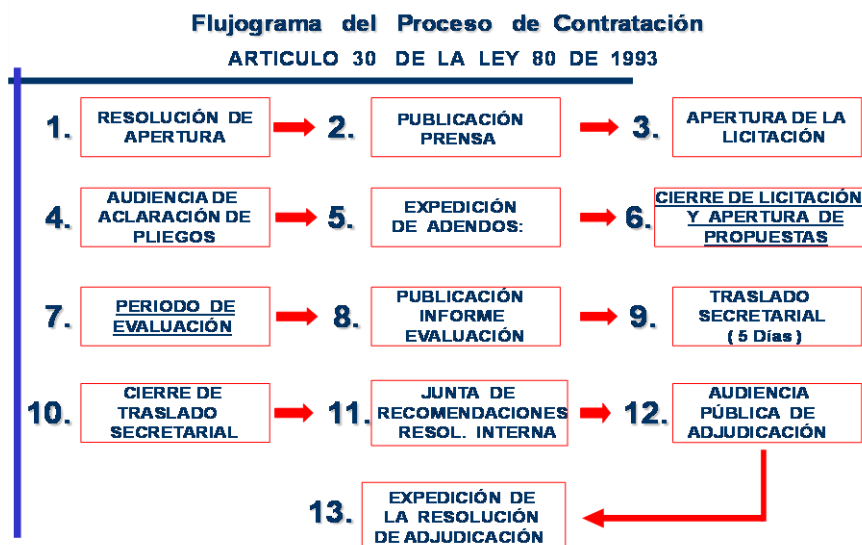 Flujograma del Proceso de Contratación
ARTICULO 30 DE LA LEY 80 DE 1993
1.
RESOLUCIÓN DE
APERTURA
2.
PUBLICACIÓN
PRENSA
3.
APERTURA DE LA
LICITACIÓN
4.
AUDIENCIA DE
ACLARACIÓN DE
PLIEGOS
5.
EXPEDICIÓN
DE ADENDOS:
6.
CIERRE DE LICITACIÓN
Y APERTURA DE
PROPUESTAS
7.
PERIODO DE
EVALUACIÓN
8.
PUBLICACIÓN
INFORME
EVALUACIÓN
9.
TRASLADO
SECRETARIAL
( 5 Días )
10.
CIERRE DE
TRASLADO
SECRETARIAL
11.
JUNTA DE
RECOMENDACIONES
RESOL. INTERNA
12.
AUDIENCIA
PÚBLICA DE
ADJUDICACIÓN
13.
EXPEDICIÓN DE
LA RESOLUCIÓN
DE ADJUDICACIÓN